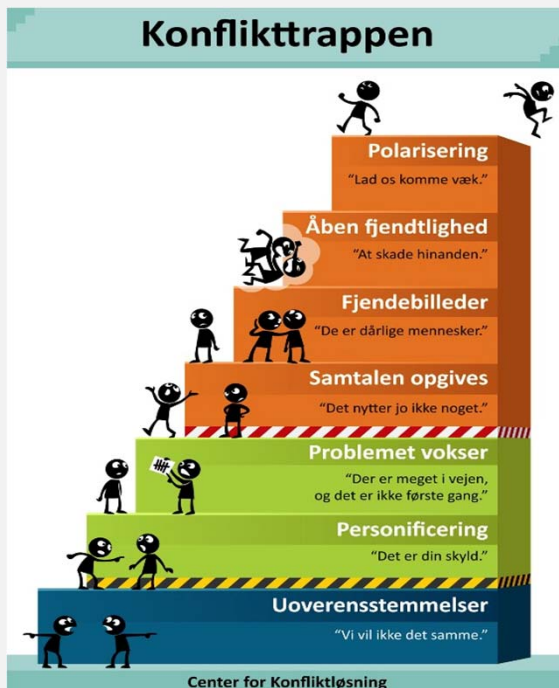 Konflikttrappen
Polarisering
“Lad os komme væk.”
Åben fjendtlighed
“At skade hinanden.”
Fjendebilleder
“De er dårlige mennesker.”
Samtalen opgives
“Det nytter jo ikke noget.”
Problemet vokser
“Der er meget i vejen,
og det er ikke første gang.”
Personificering
“Det er din skyld.”
Uoverensstemmelser
“Vi vil ikke det samme.”
Center for Konfliktløsning